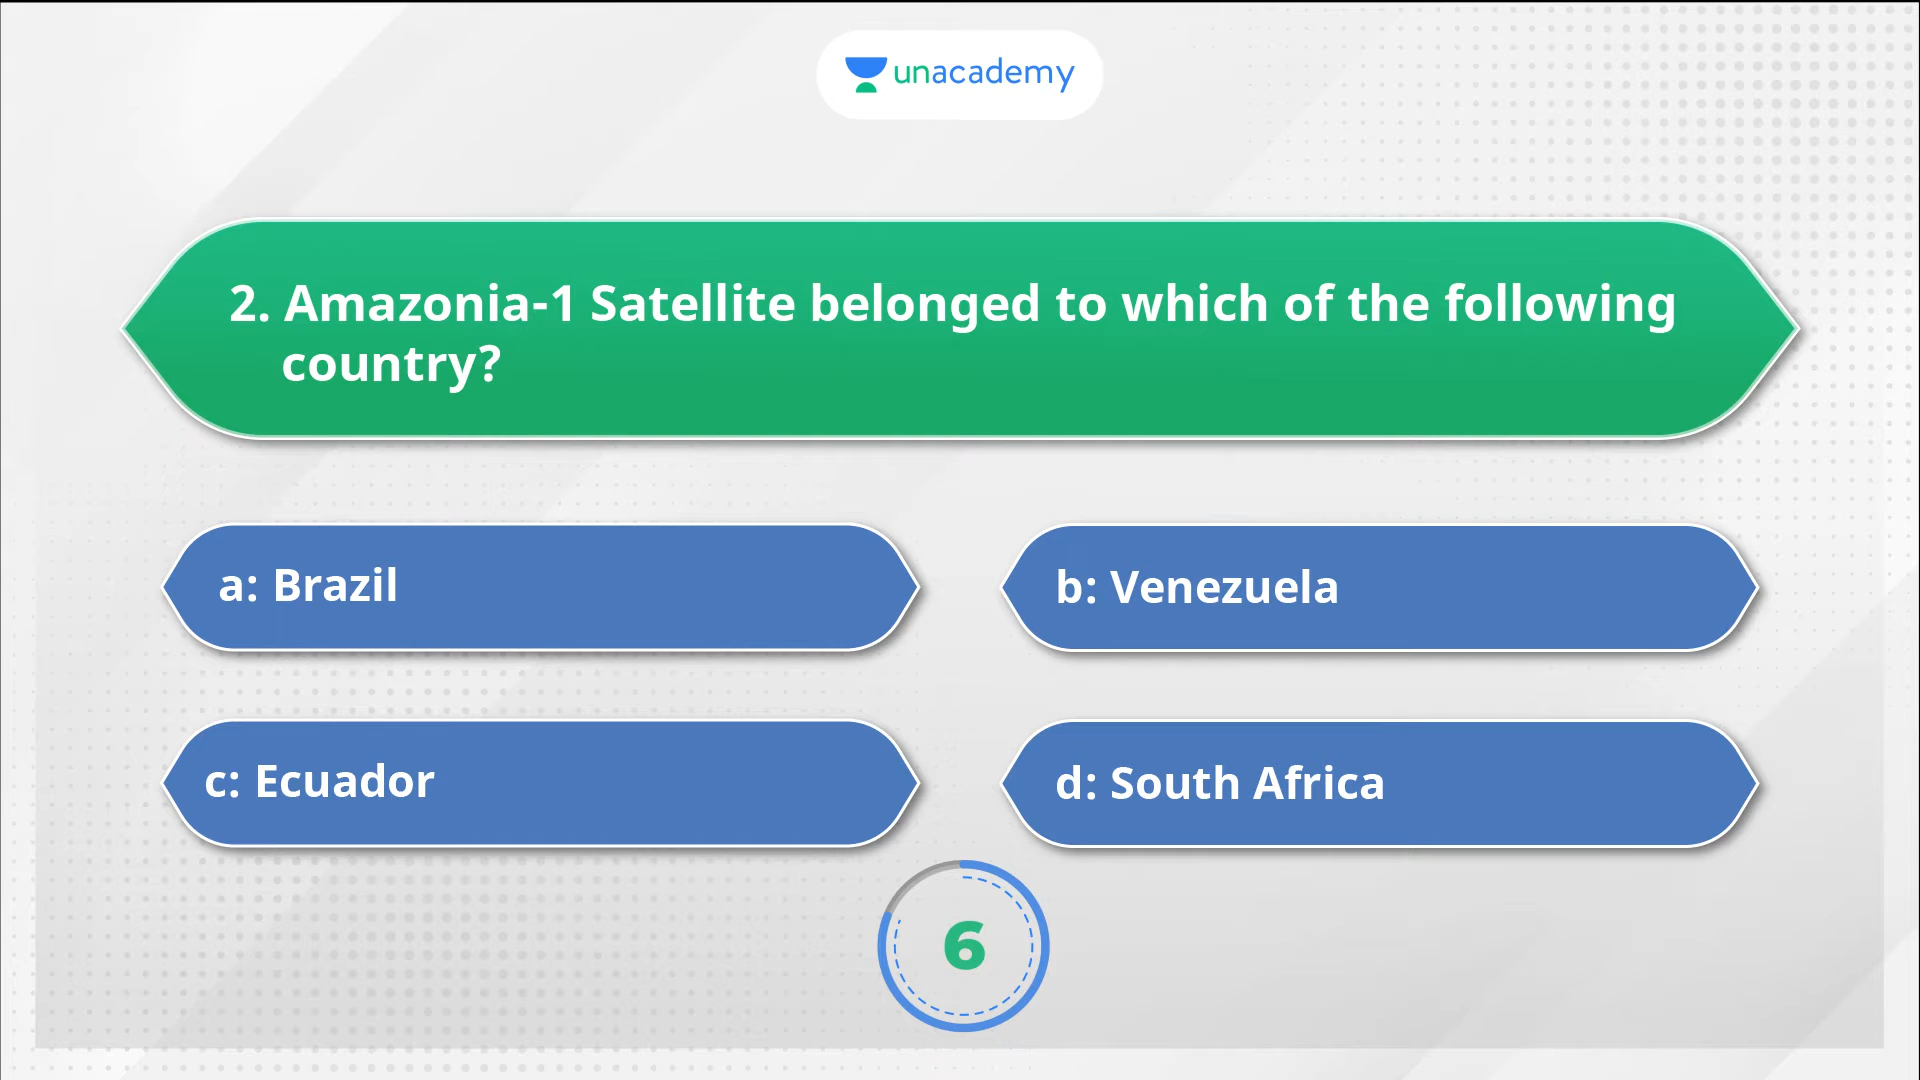 unacademy
2. Amazonia-1 Satellite belonged to which of the following
country?
a: Brazil
b: Venezuela
c: Ecuador
d: South Africa
6